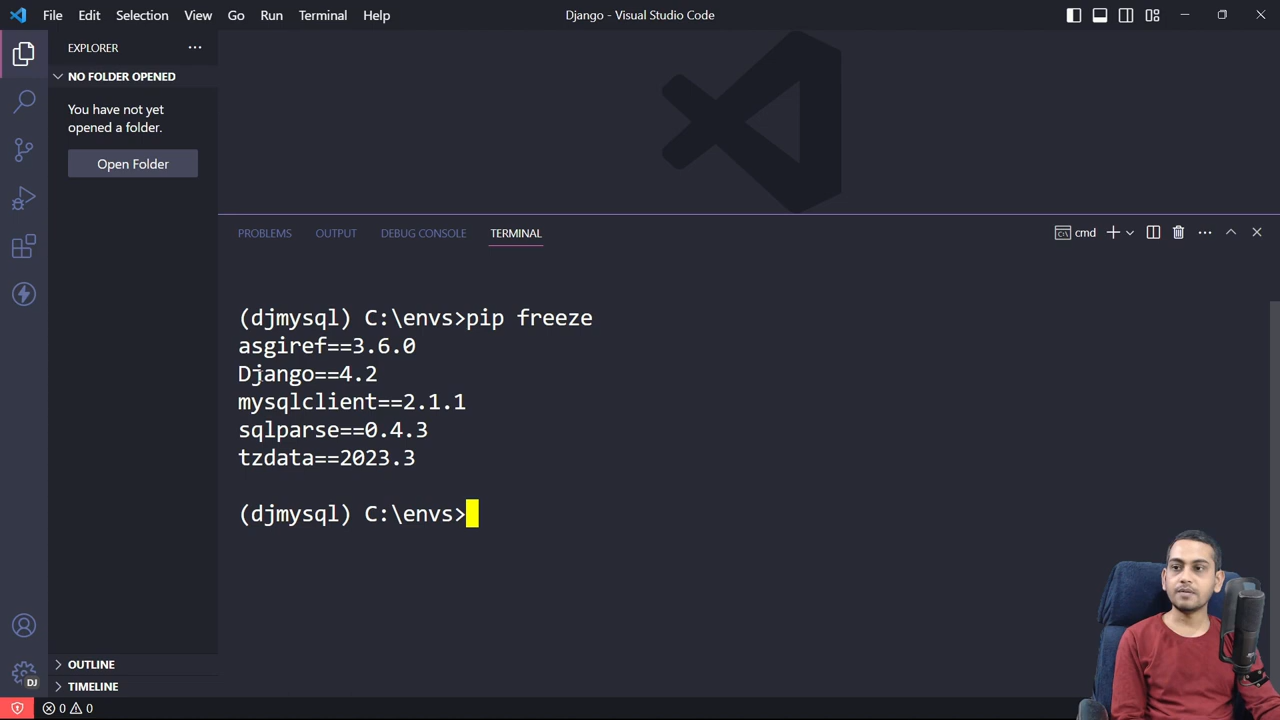 File Edit Selection View Go Run Terminal Help
Django - Visual Studio Code
EXPLORER
NO FOLDER OPENED
You have not yet
opened a folder.
Open Folder
PROBLEMS OUTPUT DEBUG CONSOLE TERMINAL
cmd
(djmysql) C:\envs>pip freeze
asgiref==3.6.0
Django==4.2
mysqlclient==2.1.1
sqlparse==0.4.3
tzdata==2023.3
(djmysql) C:\envs>
OUTLINE
DJ
TIMELINE
0 0